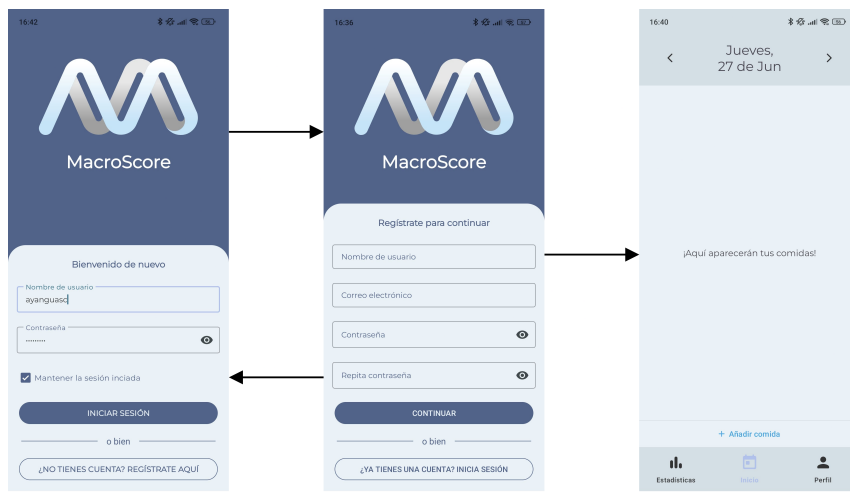 16:42
MacroScore
Bienvenido de nuevo
Nombre de usuario
ayanguasc
Contraseña
Mantener la sesión inciada
INICIAR SESIÓN
o bien
¿NO TIENES CUENTA? REGÍSTRATE AQUÍ
16:36
MacroScore
Regístrate para continuar
Nombre de usuario
Correo electrónico
Contraseña
Repita contraseña
CONTINUAR
o bien
¿YA TIENES UNA CUENTA? INICIA SESIÓN
16:40
Jueves,
27 de Jun
¡Aquí aparecerán tus comidas!
+ Añadir comida
Estadísticas
Inicio
Perfil